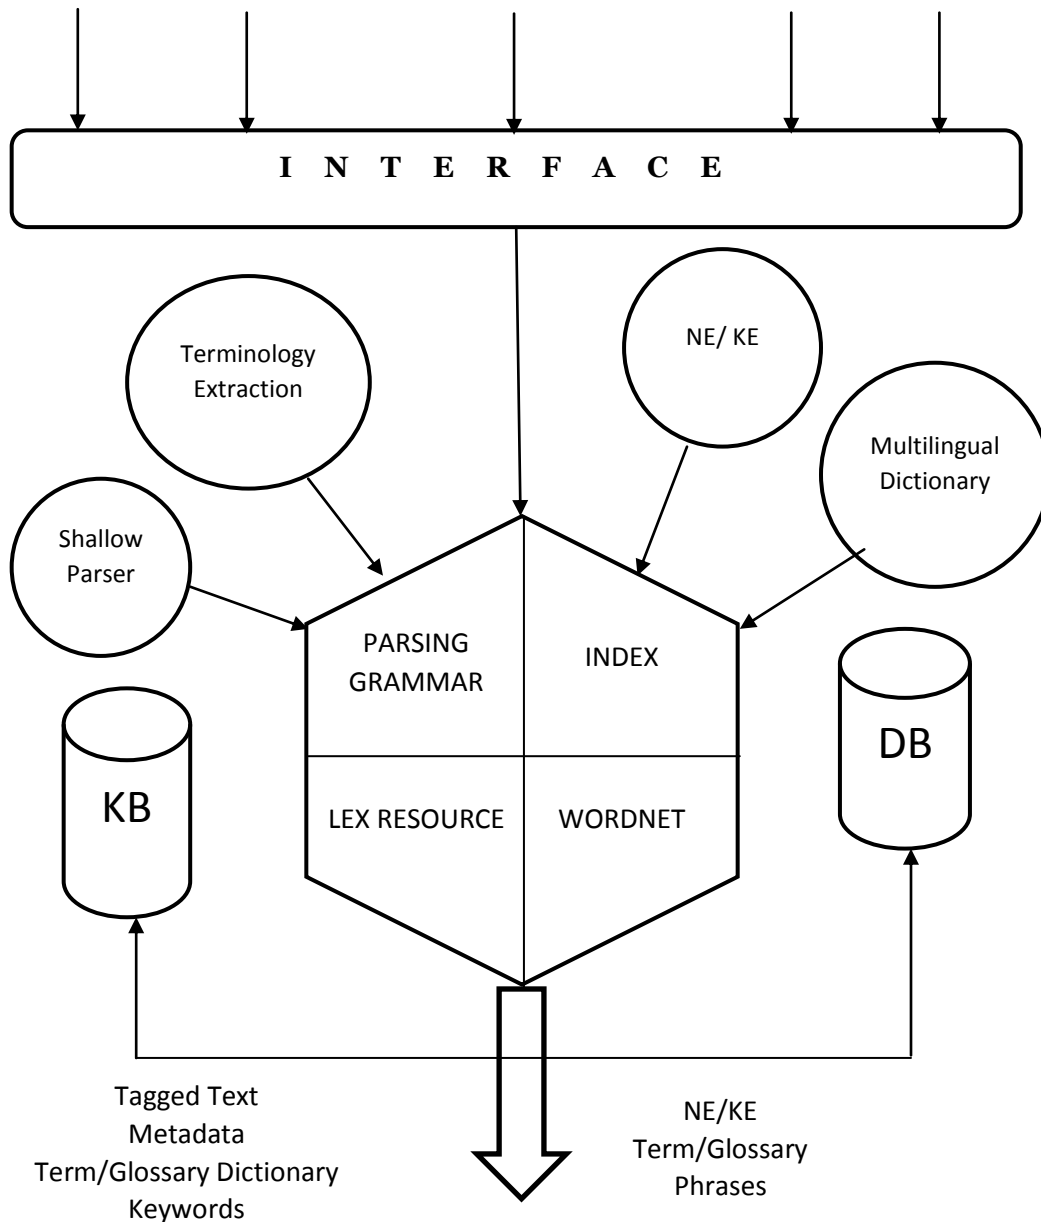 I N T E R F A C E
Terminology
Extraction
NE/ KE
Multilingual
Dictionary
Shallow
Parser
PARSING
GRAMMAR
INDEX
LEX RESOURCE
WORDNET
KB
DB
Tagged Text
Metadata
Term/Glossary Dictionary
Keywords
NE/KE
Term/Glossary
Phrases